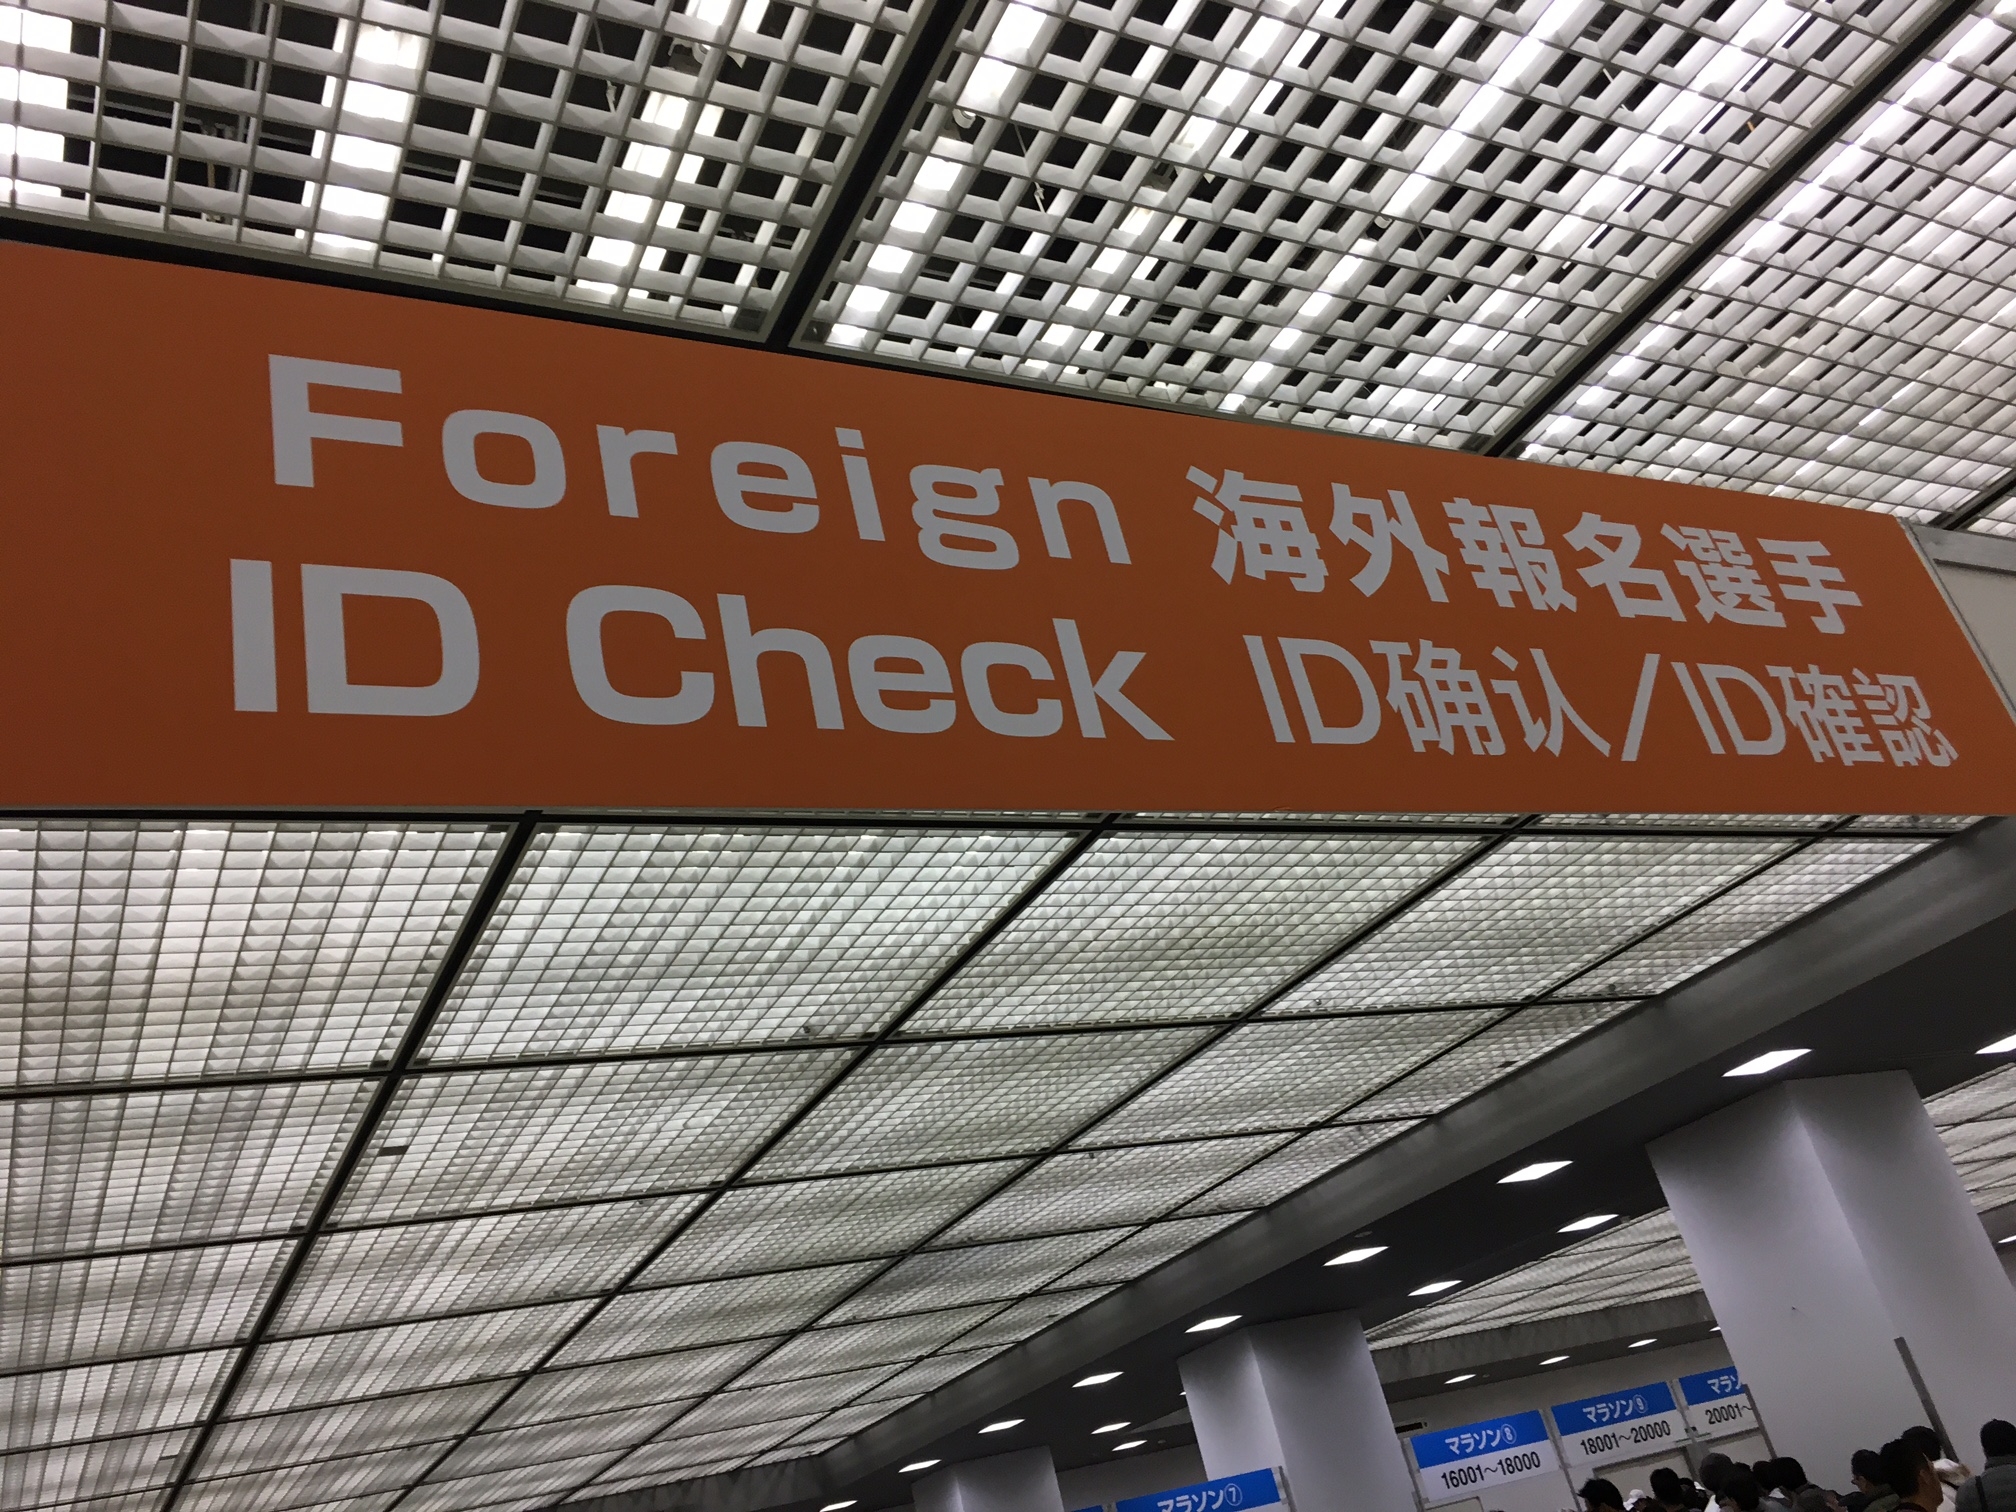 Foreign
ID Check
海外報名選手
ID确认/ID確認
マラソン⑦
マラソン⑧
16001~18000
マラソン⑨
18001~20000
マラソ
20001~